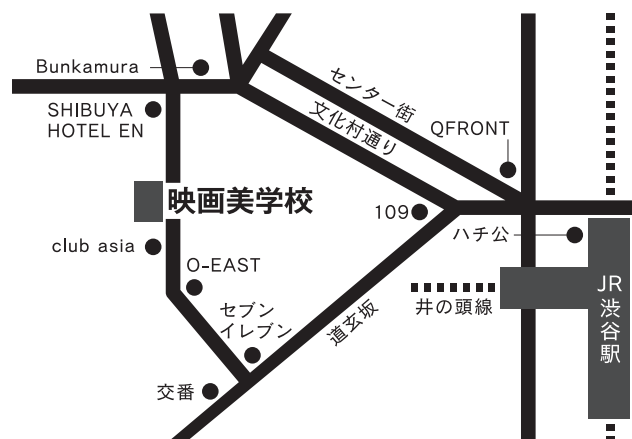 Bunkamura
SHIBUYA
HOTEL EN
センター街
文化村通り
QFRONT
映画美学校
109
ハチ公
club asia
O-EAST
セブン
イレブン
道玄坂
井の頭線
JR
渋谷駅
交番